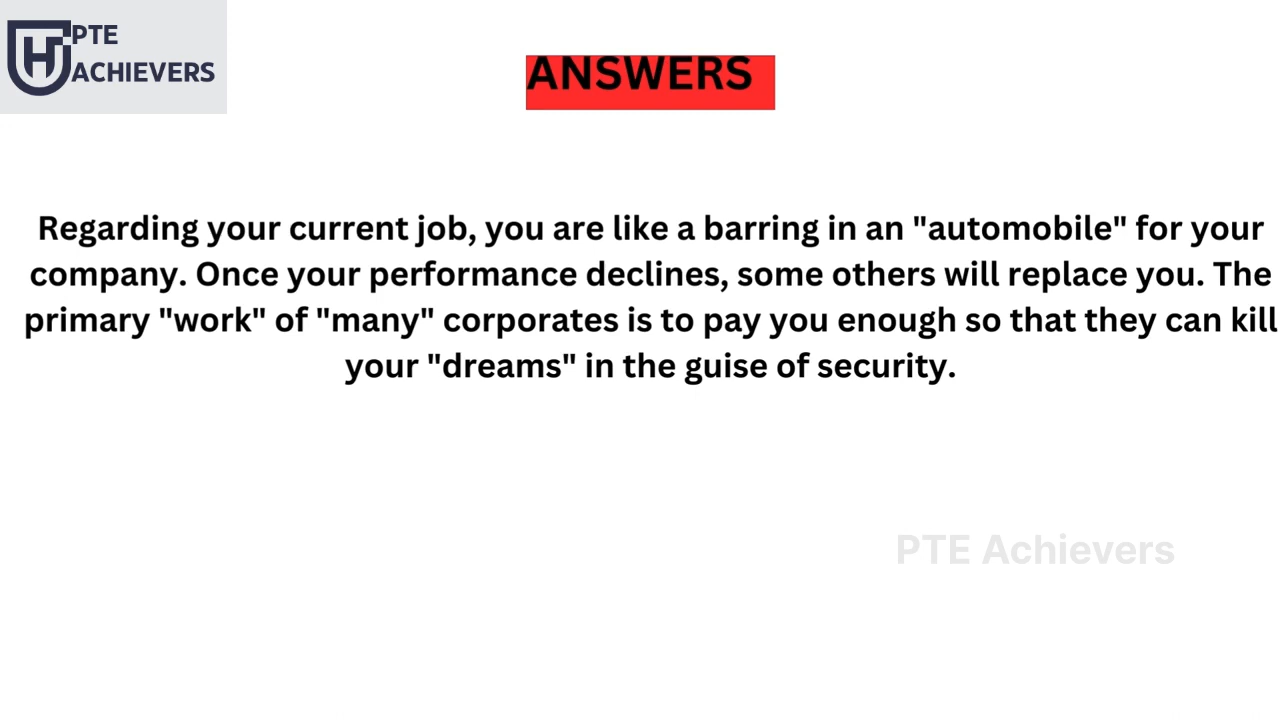 PTE
ACHIEVERS
ANSWERS
Regarding your current job, you are like a barring in an "automobile" for your
company. Once your performance declines, some others will replace you. The
primary "work" of "many" corporates is to pay you enough so that they can kill
your "dreams" in the guise of security.
PTE Achievers